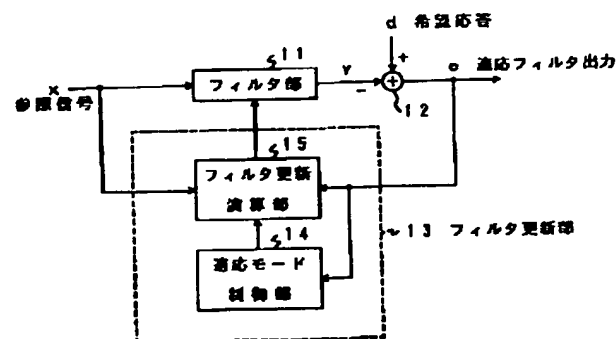 d 希望応答
11
+
x
フィルタ部
Y
-
e
適応フィルタ出力
参照信号
12
15
フィルタ更新
演算部
13 フィルタ更新部
14
適応モード
制御部